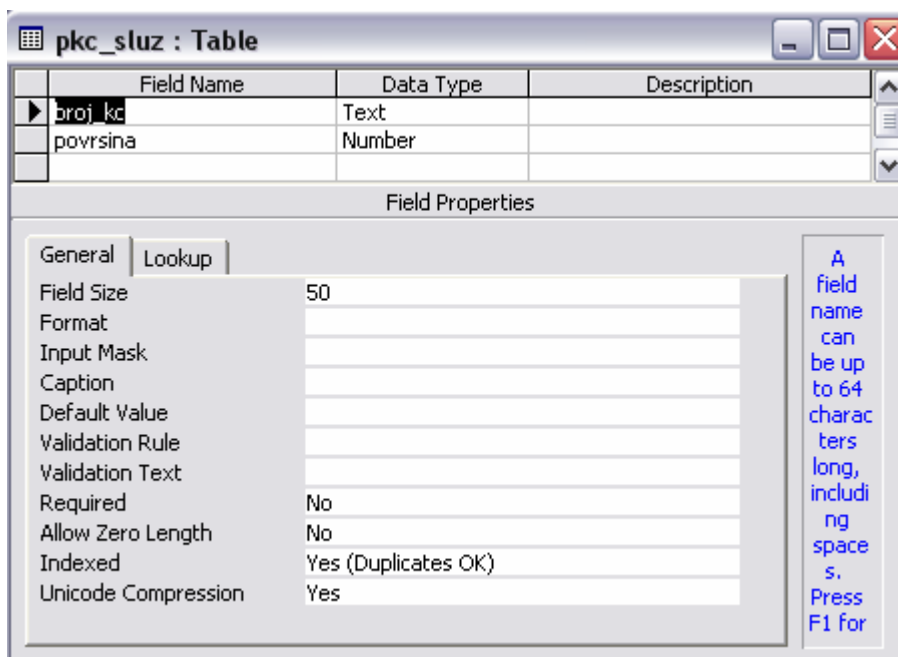 pkc_sluz : Table
Field Name Data Type Description
broj_kc Text
povrsina Number
Field Properties
General Lookup
Field Size 50
Format
Input Mask
Caption
Default Value
Validation Rule
Validation Text
Required No
Allow Zero Length No
Indexed Yes (Duplicates OK)
Unicode Compression Yes
A
field
name
can
be up
to 64
charac
ters
long,
includi
ng
space
s.
Press
F1 for